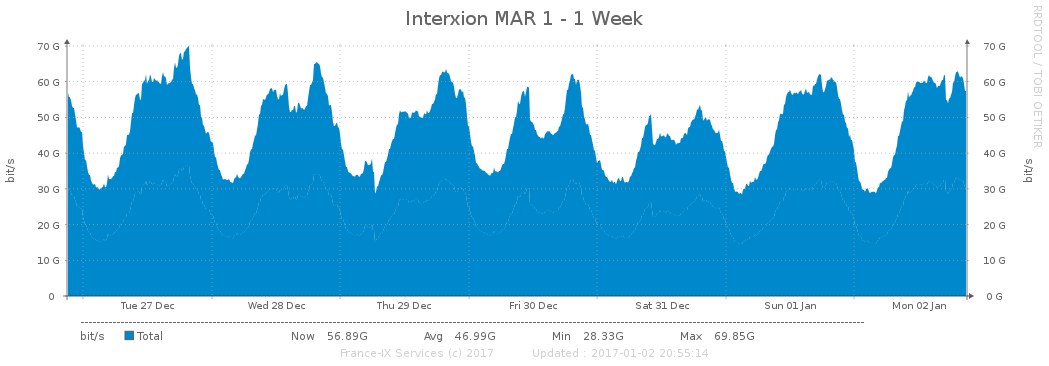 Interxion MAR 1 - 1 Week
RRDTOOL / TOBI OETIKER
70 G 70 G
60 G 60 G
50 G 50 G
40 G 40 G
30 G 30 G
20 G 20 G
10 G 10 G
0 0 G
bit/s bit/s
Tue 27 Dec Wed 28 Dec Thu 29 Dec Fri 30 Dec Sat 31 Dec Sun 01 Jan Mon 02 Jan
bit/s Total Now 56.89G Avg 46.99G Min 28.33G Max 69.85G
France-IX Services (c) 2017 Updated : 2017-01-02 20:55:14